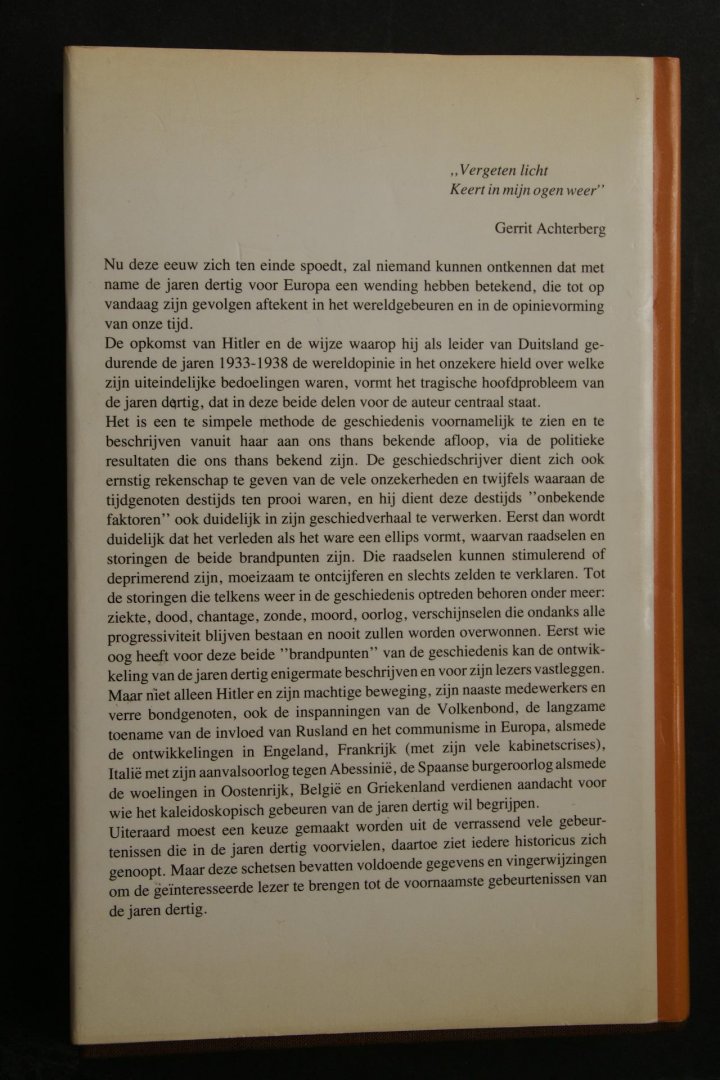 ,,Vergeten licht
Keert in mijn ogen weer''
Gerrit Achterberg
Nu deze eeuw zich ten einde spoedt, zal niemand kunnen ontkennen dat met
name de jaren dertig voor Europa een wending hebben betekend, die tot op
vandaag zijn gevolgen aftekent in het wereldgebeuren en in de opinievorming
van onze tijd.
De opkomst van Hitler en de wijze waarop hij als leider van Duitsland ge-
durende de jaren 1933-1938 de wereldopinie in het onzekere hield over welke
zijn uiteindelijke bedoelingen waren, vormt het tragische hoofdprobleem van
de jaren dertig, dat in deze beide delen voor de auteur centraal staat.
Het is een te simpele methode de geschiedenis voornamelijk te zien en te
beschrijven vanuit haar aan ons thans bekende afloop, via de politieke
resultaten die ons thans bekend zijn. De geschiedschrijver dient zich ook
ernstig rekenschap te geven van de vele onzekerheden en twijfels waaraan de
tijdgenoten destijds ten prooi waren, en hij dient deze destijds ''onbekende
faktoren'' ook duidelijk in zijn geschiedverhaal te verwerken. Eerst dan wordt
duidelijk dat het verleden als het ware een ellips vormt, waarvan raadselen en
storingen de beide brandpunten zijn. Die raadselen kunnen stimulerend of
deprimerend zijn, moeizaam te ontcijferen en slechts zelden te verklaren. Tot
de storingen die telkens weer in de geschiedenis optreden behoren onder meer:
ziekte, dood, chantage, zonde, moord, oorlog, verschijnselen die ondanks alle
progressiviteit blijven bestaan en nooit zullen worden overwonnen. Eerst wie
oog heeft voor deze beide ''brandpunten'' van de geschiedenis kan de ontwik-
keling van de jaren dertig enigermate beschrijven en voor zijn lezers vastleggen.
Maar niet alleen Hitler en zijn machtige beweging, zijn naaste medewerkers en
verre bondgenoten, ook de inspanningen van de Volkenbond, de langzame
toename van de invloed van Rusland en het communisme in Europa, alsmede
de ontwikkelingen in Engeland, Frankrijk (met zijn vele kabinetscrises),
Italië met zijn aanvalsoorlog tegen Abessinië, de Spaanse burgeroorlog alsmede
de woelingen in Oostenrijk, België en Griekenland verdienen aandacht voor
wie het kaleidoskopisch gebeuren van de jaren dertig wil begrijpen.
Uiteraard moest een keuze gemaakt worden uit de verrassend vele gebeur-
tenissen die in de jaren dertig voorvielen, daartoe ziet iedere historicus zich
genoopt. Maar deze schetsen bevatten voldoende gegevens en vingerwijzingen
om de geïnteresseerde lezer te brengen tot de voornaamste gebeurtenissen van
de jaren dertig.